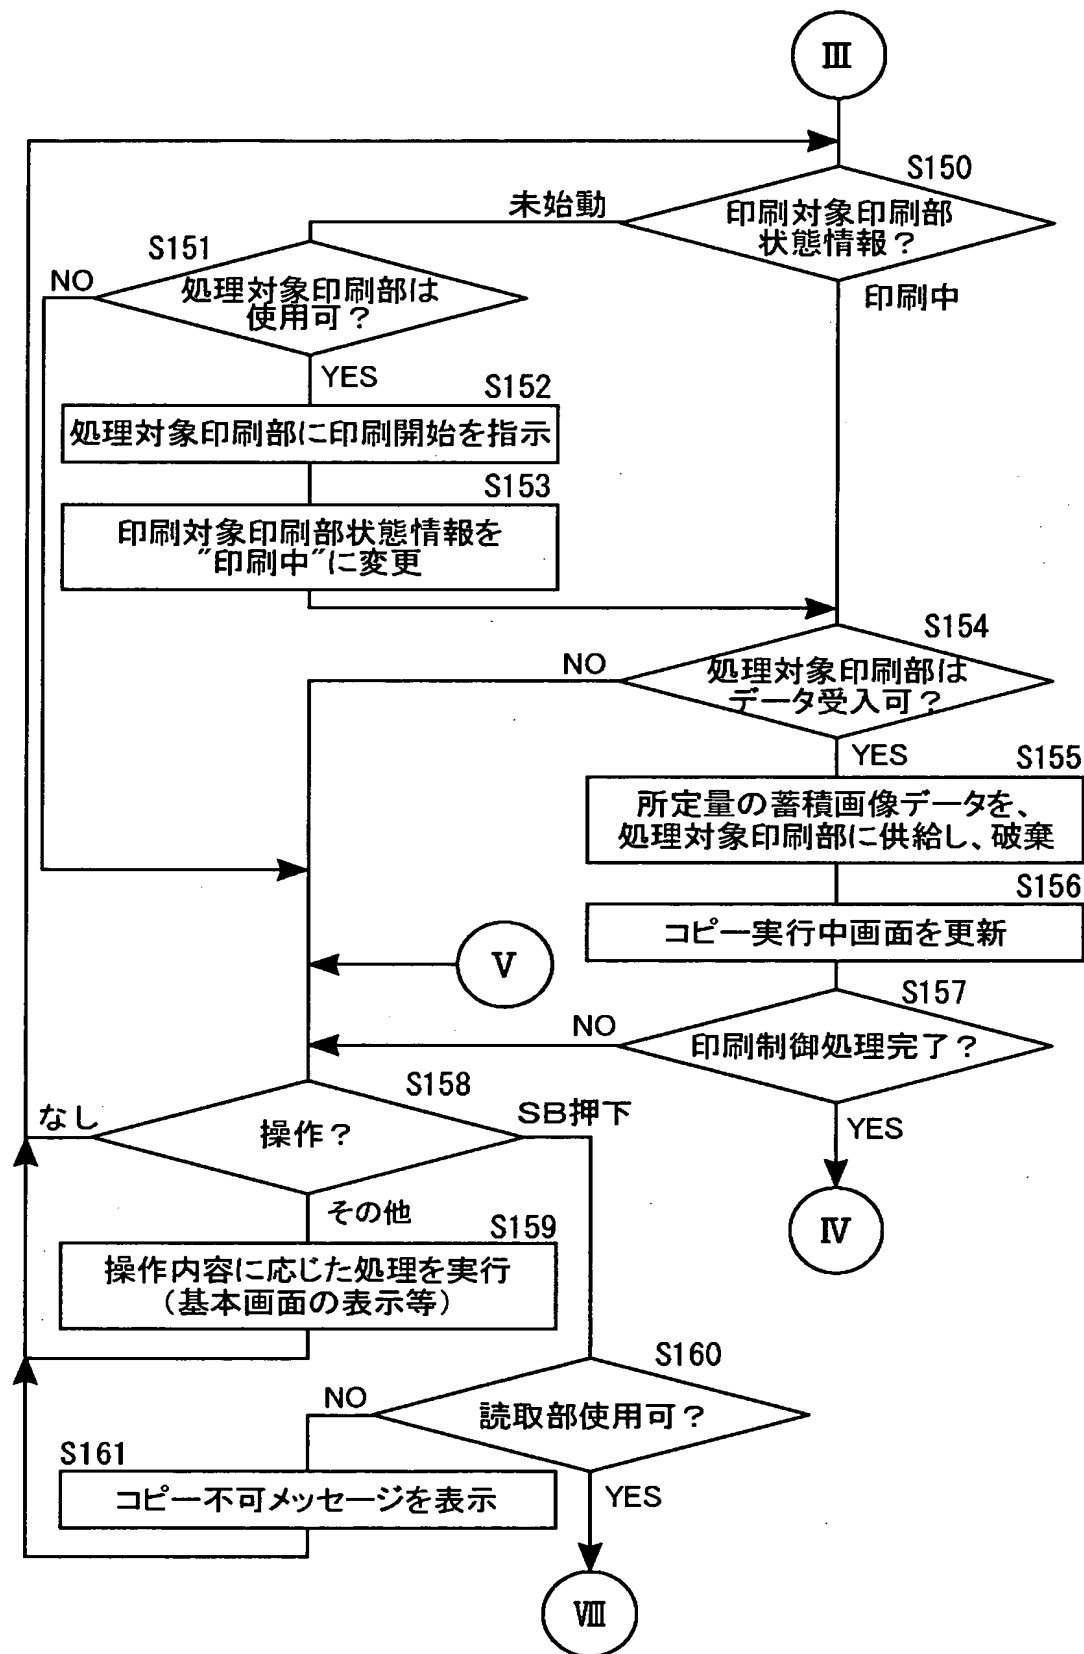 III
S150
未始動
印刷対象印刷部
状態情報？
S151
NO
処理対象印刷部は
使用可？
印刷中
YES
S152
処理対象印刷部に印刷開始を指示
S153
印刷対象印刷部状態情報を
"印刷中"に変更
S154
NO
処理対象印刷部は
データ受入可？
YES
S155
所定量の蓄積画像データを、
処理対象印刷部に供給し、破棄
S156
コピー実行中画面を更新
V
S157
NO
印刷制御処理完了？
S158
なし
SB押下
操作？
YES
その他
IV
S159
操作内容に応じた処理を実行
（基本画面の表示等）
S160
NO
読取部使用可？
S161
コピー不可メッセージを表示
YES
VIII